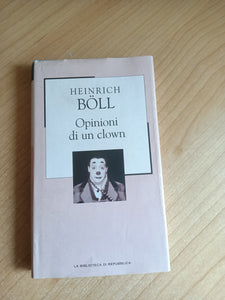 HEINRICH
BÖLL
Opinioni
di un clown
LA BIBLIOTECA DI REPUBBLICA